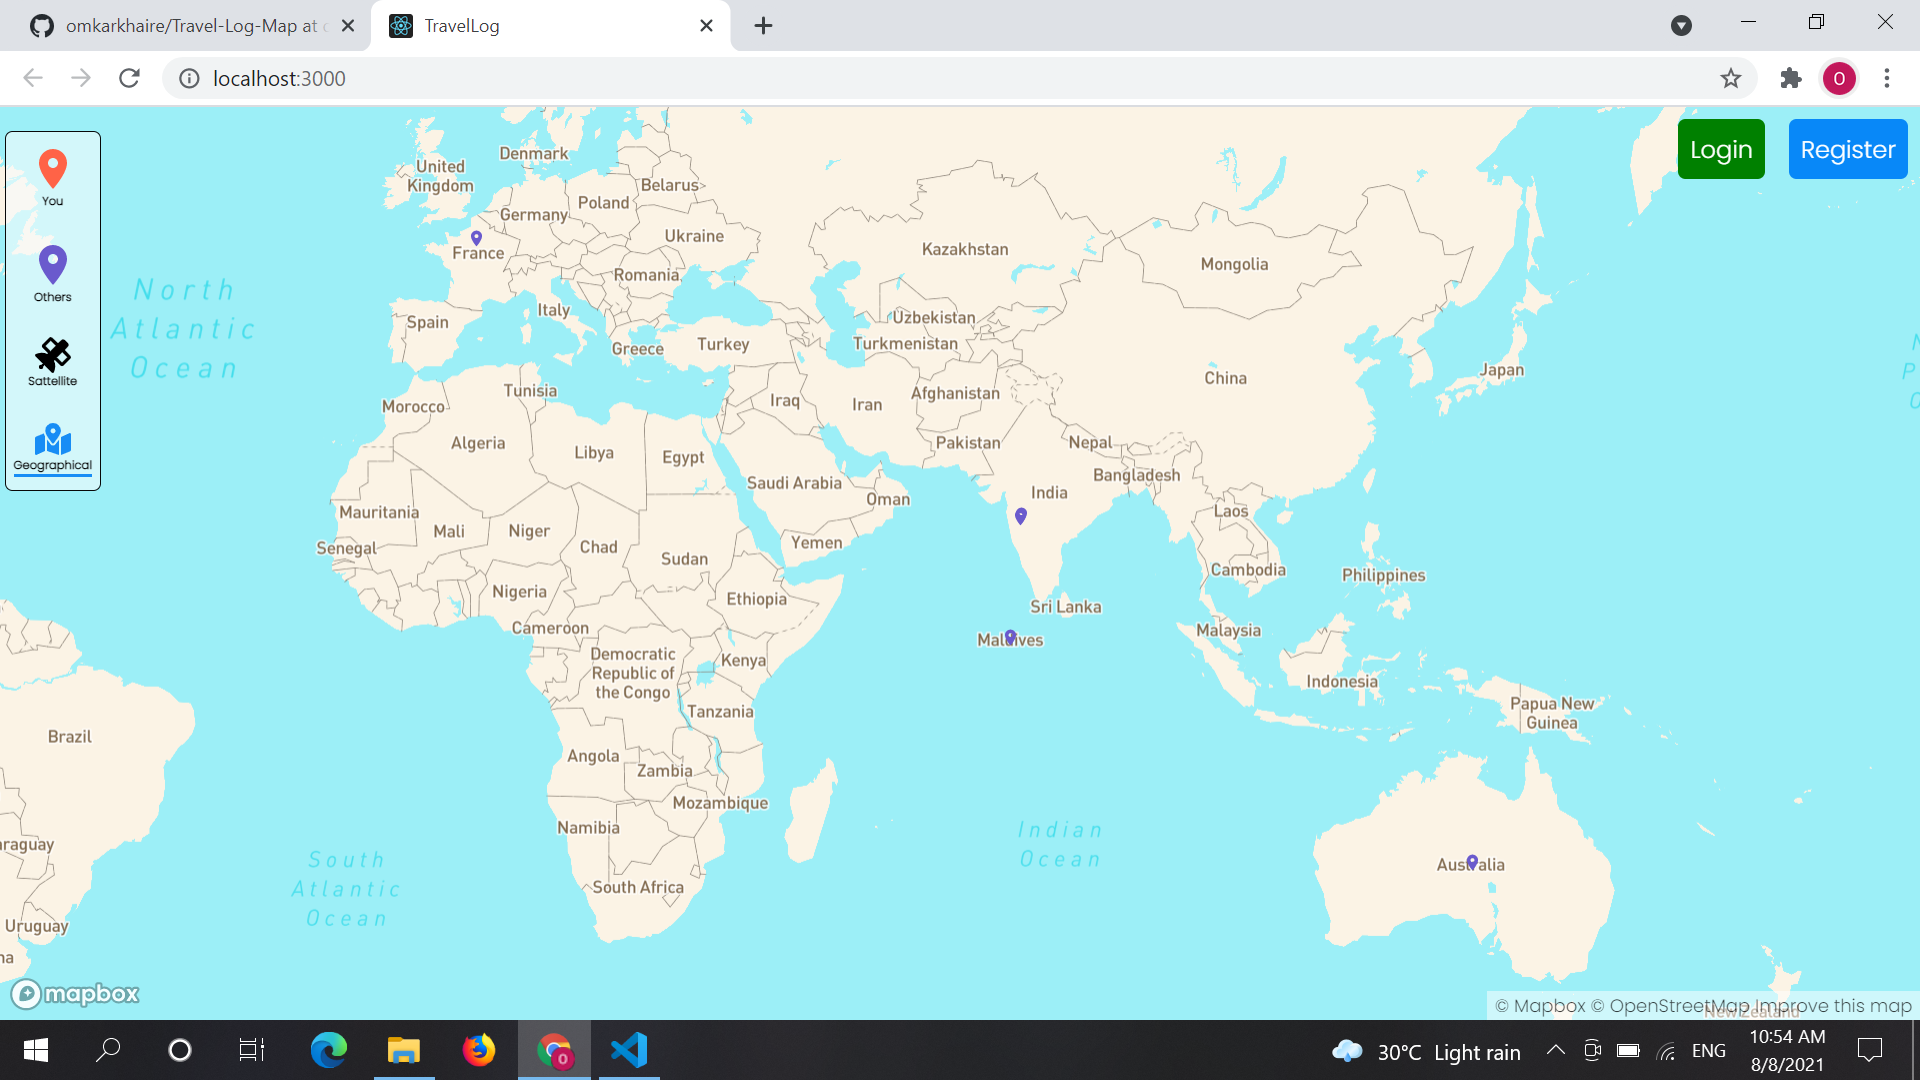 omkarkhaire/Travel-Log-Map at
TravelLog
localhost:3000
O
Login
Register
You
Others
Sattellite
Geographical
North
Atlantic
Ocean
Denmark
United
Kingdom
Belarus
Poland
Germany
Ukraine
France
Kazakhstan
Mongolia
Romania
Italy
Spain
Uzbekistan
Greece
Turkey
Turkmenistan
Japan
China
Tunisia
Afghanistan
Morocco
Iraq
Iran
Algeria
Libya
Egypt
Pakistan
Nepal
Bangladesh
Saudi Arabia
India
Oman
Mauritania
Mali
Niger
Laos
Senegal
Chad
Yemen
Sudan
Cambodia
Philippines
Nigeria
Ethiopia
Sri Lanka
Cameroon
Malaysia
Maldives
Democratic
Republic of
the Congo
Kenya
Indonesia
Tanzania
Papua New
Guinea
Brazil
Angola
Zambia
Mozambique
Namibia
Indian
Ocean
araguay
South
Atlantic
Ocean
Australia
South Africa
Uruguay
na
mapbox
© Mapbox © OpenStreetMap Improve this map
New Zealand
30°C Light rain
ENG
10:54 AM
8/8/2021